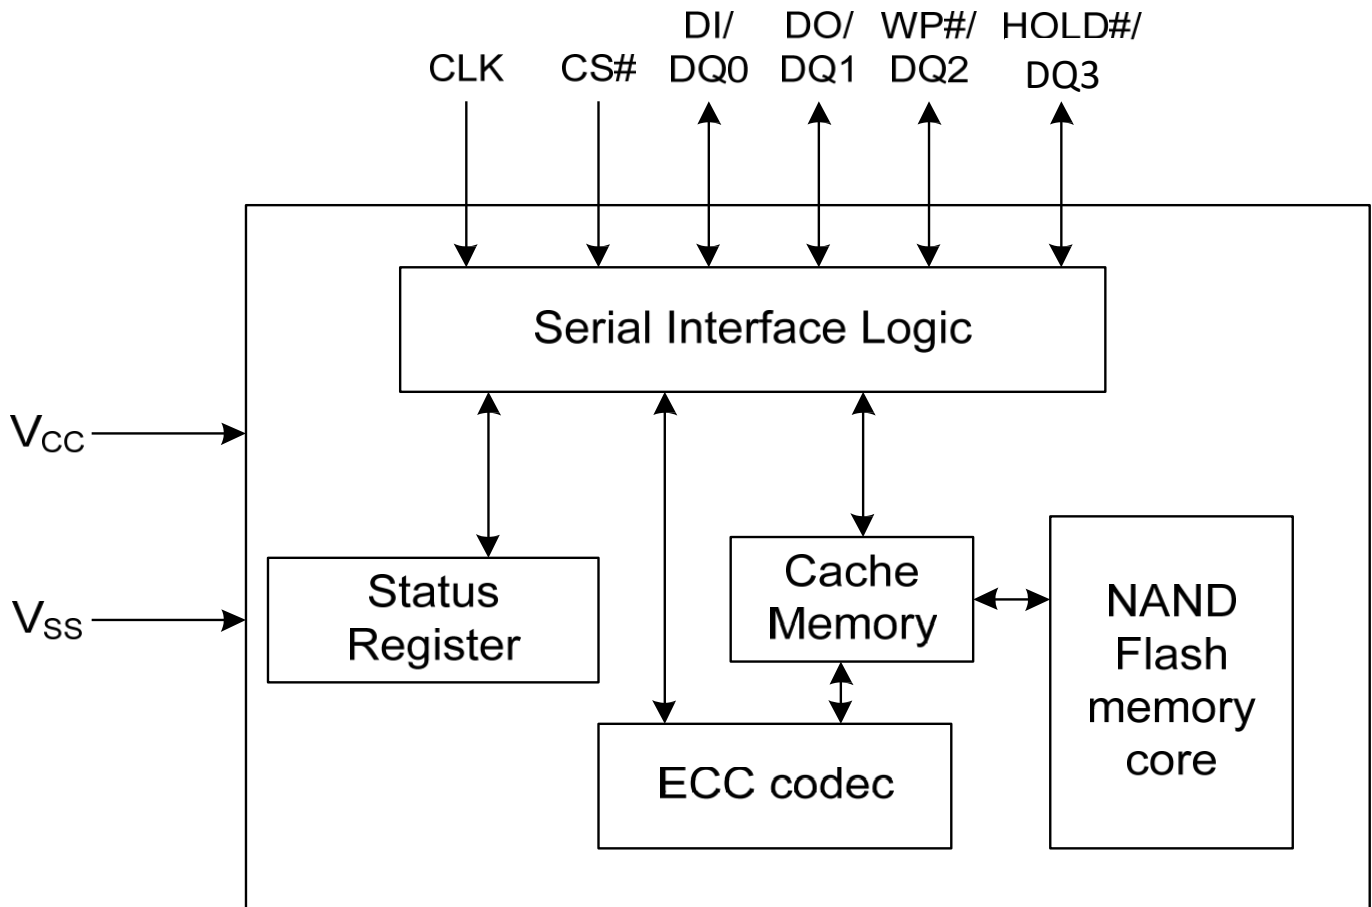 CLK
CS#
DI/
DQ0
DO/
DQ1
WP#/
DQ2
HOLD#/
DQ3
Serial Interface Logic
VCC
VSS
Status
Register
Cache
Memory
ECC codec
NAND
Flash
memory
core